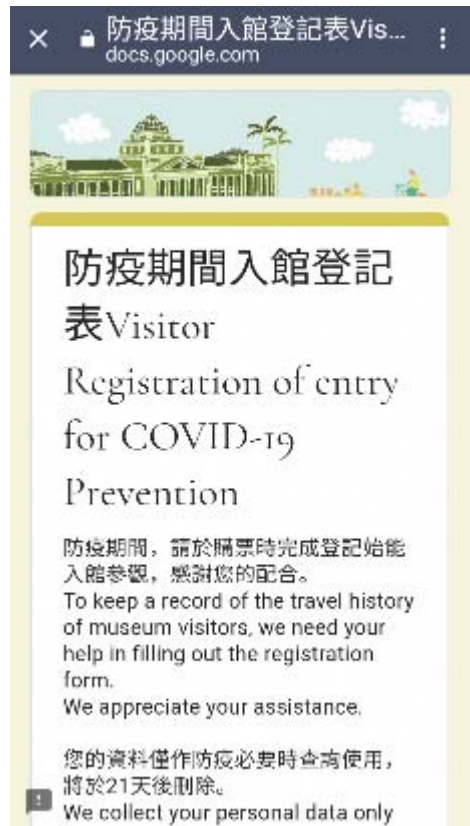 防疫期間入館登記表Vis...
docs.google.com
防疫期間入館登記
表Visitor
Registration of entry
for COVID-19
Prevention
防疫期間，請於購票時完成登記始能
入館參觀，感謝您的配合。
To keep a record of the travel history
of museum visitors, we need your
help in filling out the registration
form.
We appreciate your assistance.
您的資料僅作防疫必要時查詢使用，
將於21天後刪除。
We collect your personal data only